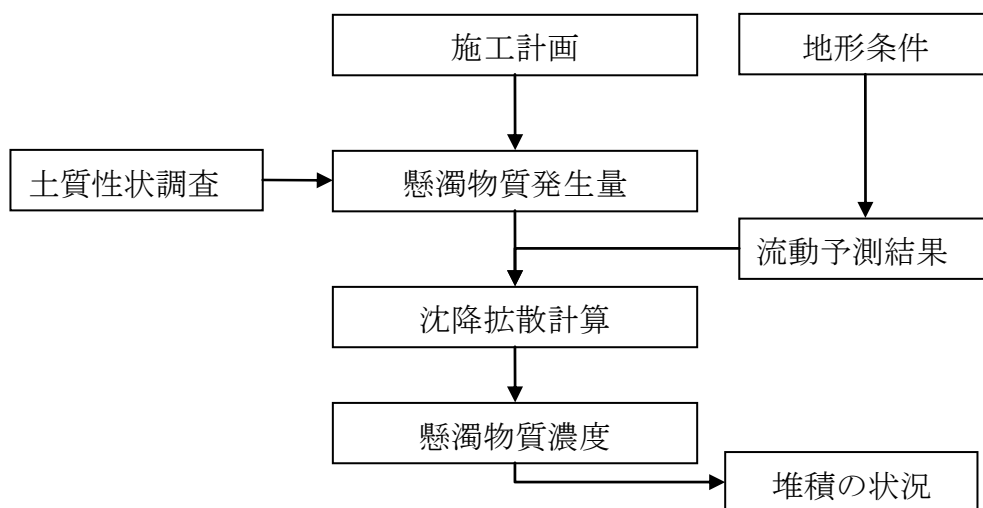 施工計画
地形条件
土質性状調査
懸濁物質発生量
流動予測結果
沈降拡散計算
懸濁物質濃度
堆積の状況